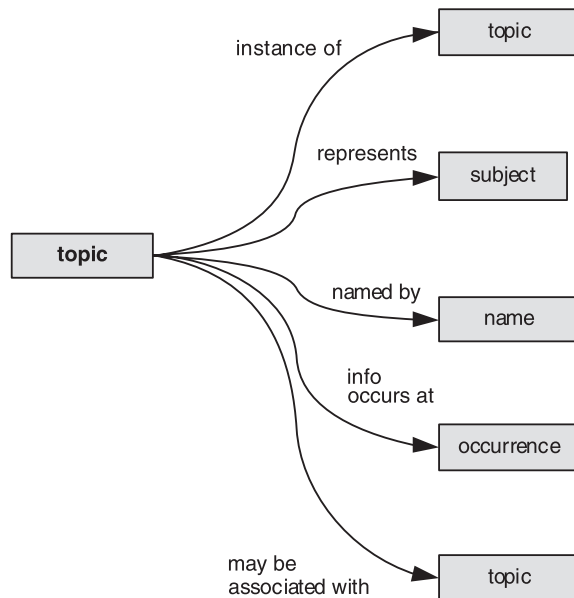 instance of
topic
represents
subject
topic
named by
name
info
occurs at
occurrence
may be
associated with
topic